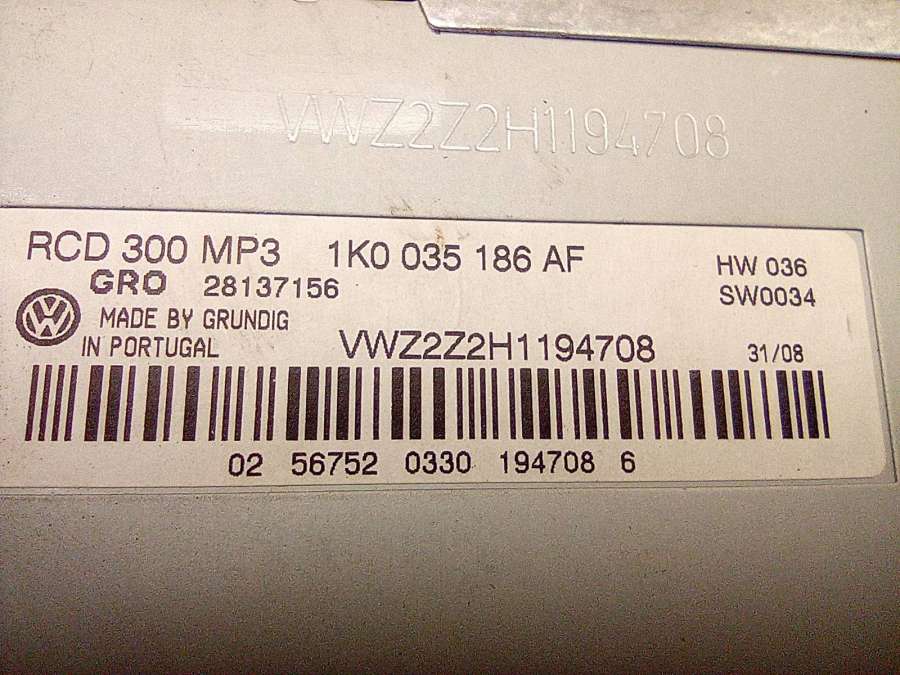 VWZ2Z2H1194708
RCD 300 MP3 1K0 035 186 AF
HW 036
GRO 28137156
SW0034
MADE BY GRUNDIG
IN PORTUGAL
VWZ2Z2H1194708
31/08
02 56752 0330 194708 6